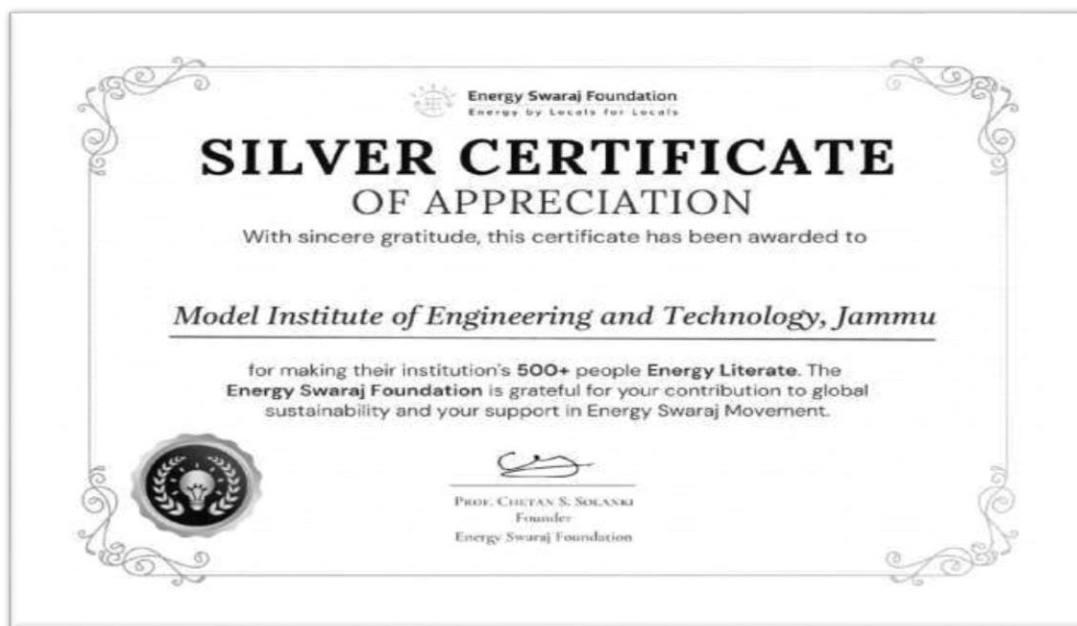 Energy Swaraj Foundation
Energy by Locals for Locals
SILVER CERTIFICATE
OF APPRECIATION
With sincere gratitude, this certificate has been awarded to
Model Institute of Engineering and Technology, Jammu
for making their institution's 500+ people Energy Literate. The
Energy Swaraj Foundation is grateful for your contribution to global
sustainability and your support in Energy Swaraj Movement.
PROF. CHETAN S. SOLANKI
Founder
Energy Swaraj Foundation